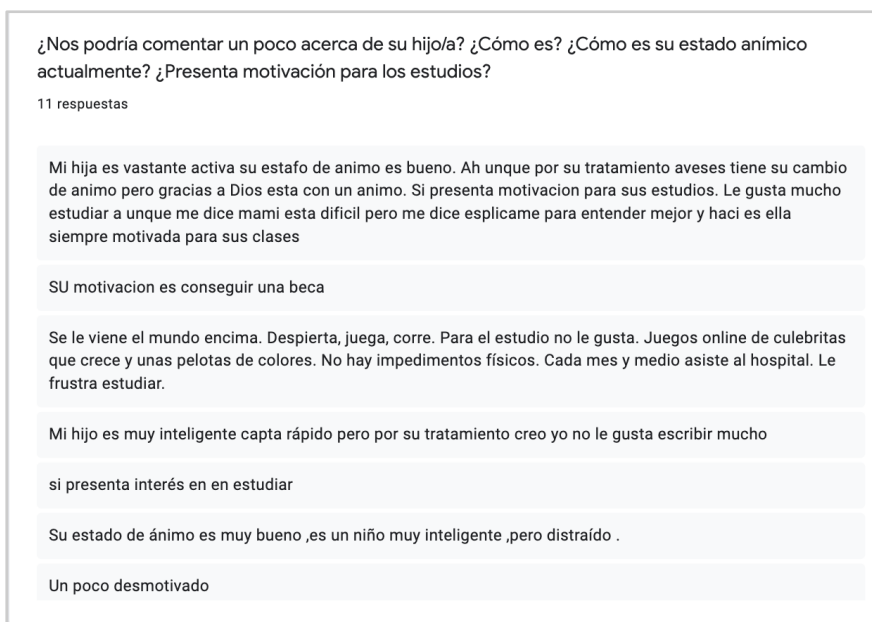 ¿Nos podría comentar un poco acerca de su hijo/a? ¿Cómo es? ¿Cómo es su estado anímico
actualmente? ¿Presenta motivación para los estudios?
11 respuestas
Mi hija es vastante activa su estafo de animo es bueno. Ah unque por su tratamiento aveses tiene su cambio
de animo pero gracias a Dios esta con un animo. Si presenta motivacion para sus estudios. Le gusta mucho
estudiar a unque me dice mami esta dificil pero me dice esplicame para entender mejor y haci es ella
siempre motivada para sus clases
SU motivacion es conseguir una beca
Se le viene el mundo encima. Despierta, juega, corre. Para el estudio no le gusta. Juegos online de culebritas
que crece y unas pelotas de colores. No hay impedimentos físicos. Cada mes y medio asiste al hospital. Le
frustra estudiar.
Mi hijo es muy inteligente capta rápido pero por su tratamiento creo yo no le gusta escribir mucho
si presenta interés en en estudiar
Su estado de ánimo es muy bueno ,es un niño muy inteligente ,pero distraído .
Un poco desmotivado